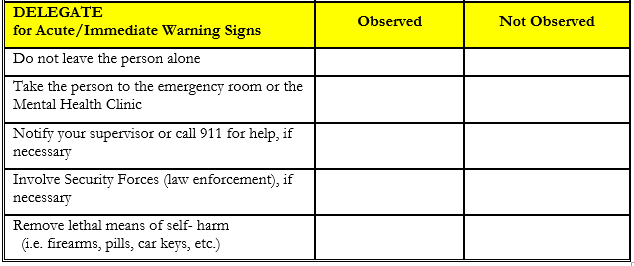 DELEGATE
for Acute/Immediate Warning Signs
Observed
Not Observed
Do not leave the person alone
Take the person to the emergency room or the
Mental Health Clinic
Notify your supervisor or call 911 for help, if
necessary
Involve Security Forces (law enforcement), if
necessary
Remove lethal means of self- harm
(i.e. firearms, pills, car keys, etc.)